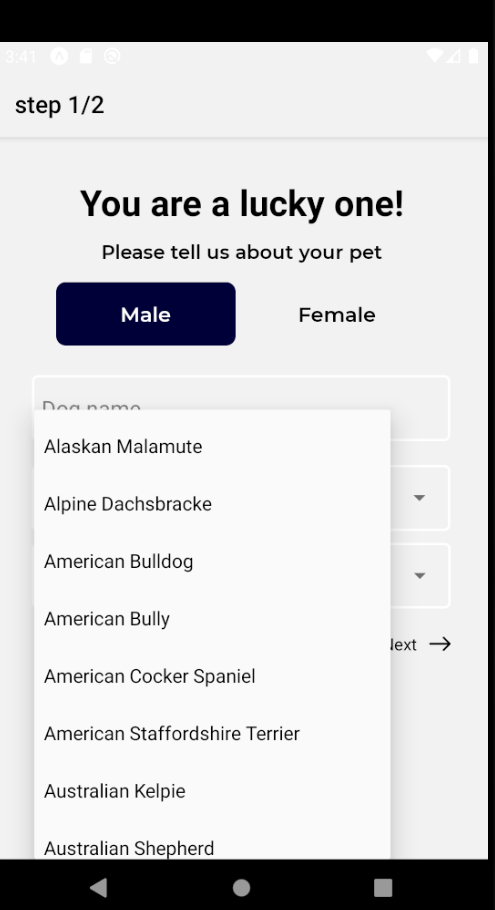 3:41
step 1/2
You are a lucky one!
Please tell us about your pet
Male
Female
Dog name
Alaskan Malamute
Alpine Dachsbracke
American Bulldog
American Bully
American Cocker Spaniel
American Staffordshire Terrier
Australian Kelpie
Australian Shepherd
Next